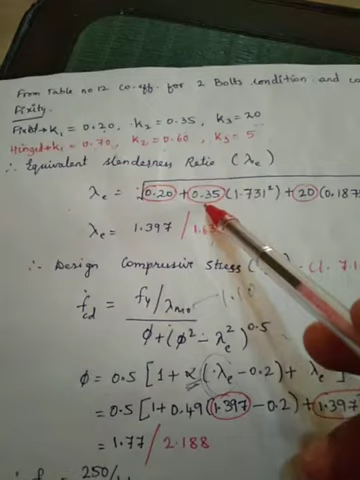 From Table no 12 co-eff. for 2 Bolts condition and
Fixity.
Fixed→ K₁ = 0.20, K₂ = 0.35, K₃ = 20
Hinged→ K₁ = 0.70, K₂ = 0.60, K₃ = 5
∴ Equivalent slenderness Ratio (λe)
λe = √0.20 + 0.35 (1.731²) + 20 (0.187
λe = 1.397 /
∴ Design Compressive Stress
fcd = fy/λmo / ϕ + (ϕ² - λe²)^0.5
ϕ = 0.5 [1 + α (λe - 0.2) + λe
= 0.5 [1 + 0.49 (1.397 - 0.2) + 1.397
= 1.77 / 2.188
250/